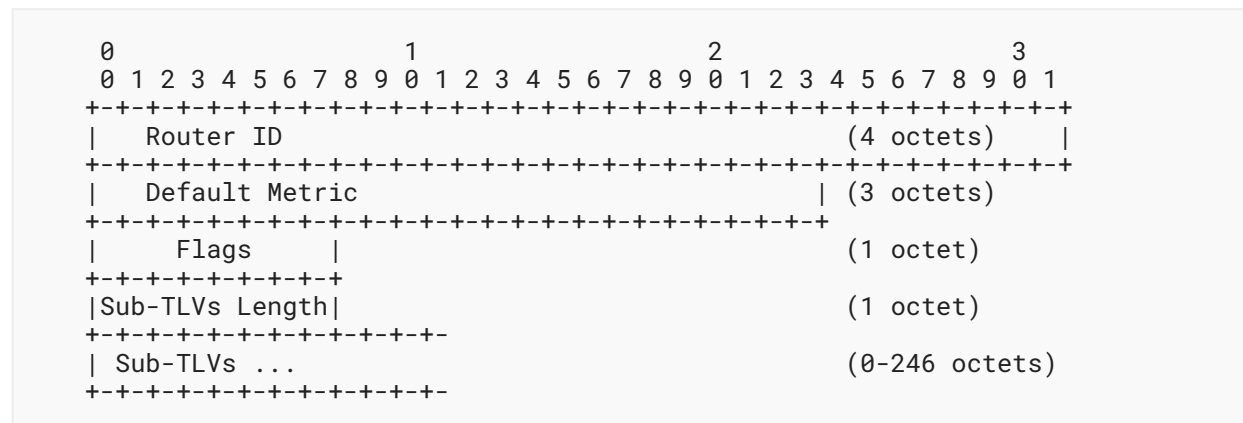 0                   1                   2                   3
 0 1 2 3 4 5 6 7 8 9 0 1 2 3 4 5 6 7 8 9 0 1 2 3 4 5 6 7 8 9 0 1
+-+-+-+-+-+-+-+-+-+-+-+-+-+-+-+-+-+-+-+-+-+-+-+-+-+-+-+-+-+-+-+-+
|   Router ID                                     (4 octets)    |
+-+-+-+-+-+-+-+-+-+-+-+-+-+-+-+-+-+-+-+-+-+-+-+-+-+-+-+-+-+-+-+-+
|   Default Metric                              | (3 octets)
+-+-+-+-+-+-+-+-+-+-+-+-+-+-+-+-+-+-+-+-+-+-+-+-+
|     Flags     |                                 (1 octet)
+-+-+-+-+-+-+-+-+
|Sub-TLVs Length|                                 (1 octet)
+-+-+-+-+-+-+-+-+-+-+-+-
| Sub-TLVs ...                                    (0-246 octets)
+-+-+-+-+-+-+-+-+-+-+-+-